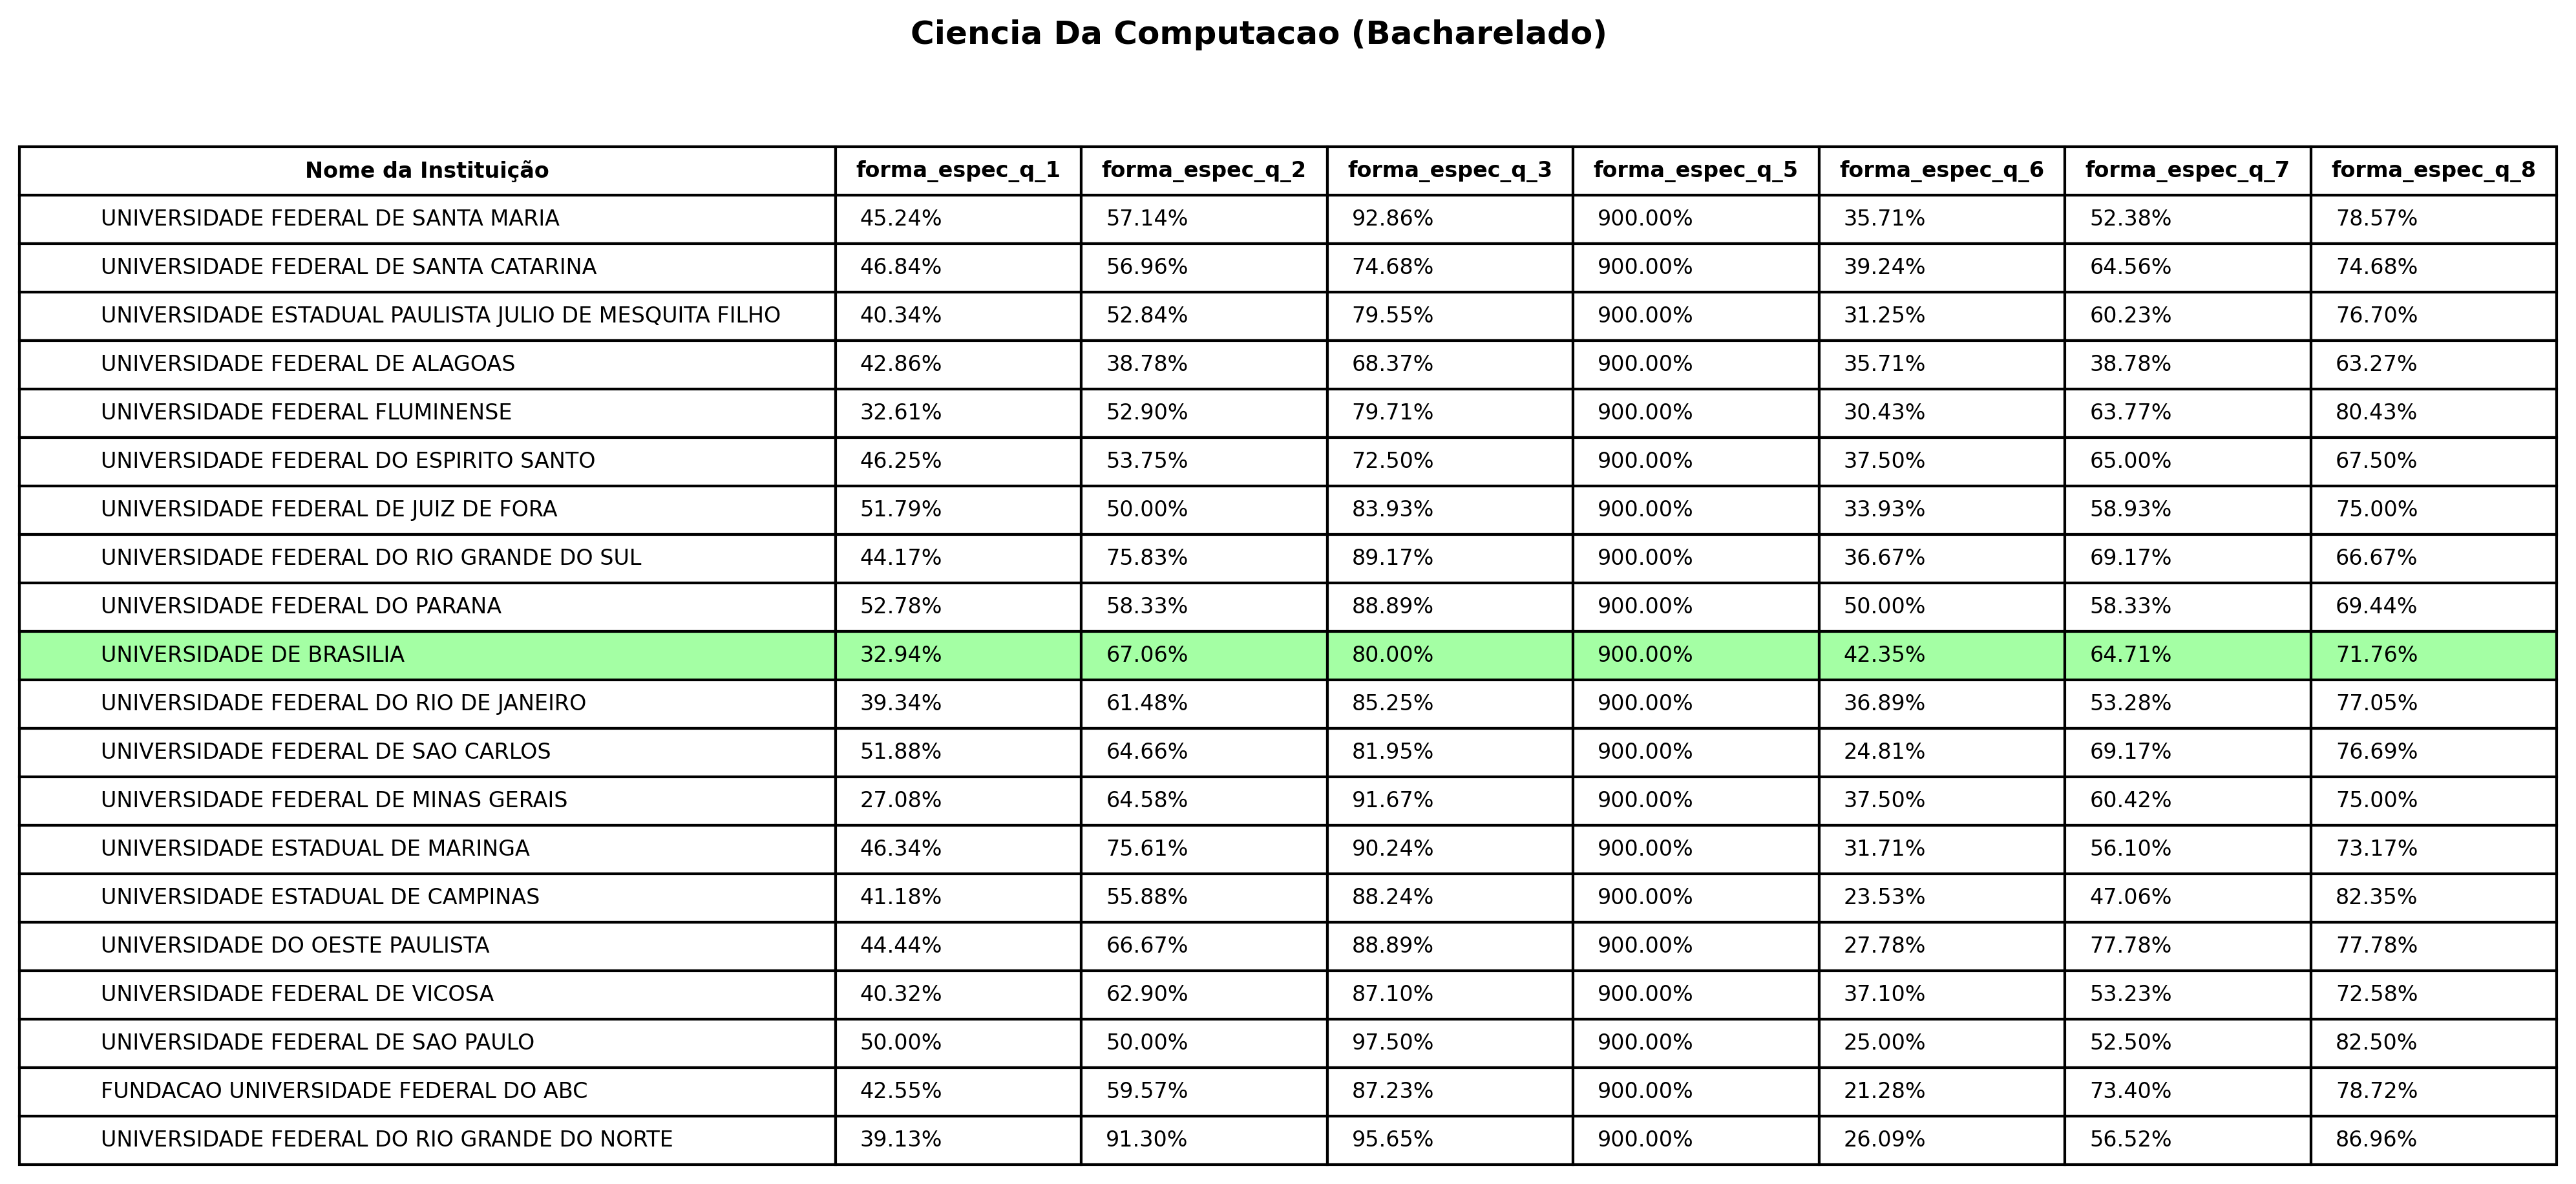 Ciencia Da Computacao (Bacharelado)
Nome da Instituição forma_espec_q_1 forma_espec_q_2 forma_espec_q_3 forma_espec_q_5 forma_espec_q_6 forma_espec_q_7 forma_espec_q_8
UNIVERSIDADE FEDERAL DE SANTA MARIA 45.24% 57.14% 92.86% 900.00% 35.71% 52.38% 78.57%
UNIVERSIDADE FEDERAL DE SANTA CATARINA 46.84% 56.96% 74.68% 900.00% 39.24% 64.56% 74.68%
UNIVERSIDADE ESTADUAL PAULISTA JULIO DE MESQUITA FILHO 40.34% 52.84% 79.55% 900.00% 31.25% 60.23% 76.70%
UNIVERSIDADE FEDERAL DE ALAGOAS 42.86% 38.78% 68.37% 900.00% 35.71% 38.78% 63.27%
UNIVERSIDADE FEDERAL FLUMINENSE 32.61% 52.90% 79.71% 900.00% 30.43% 63.77% 80.43%
UNIVERSIDADE FEDERAL DO ESPIRITO SANTO 46.25% 53.75% 72.50% 900.00% 37.50% 65.00% 67.50%
UNIVERSIDADE FEDERAL DE JUIZ DE FORA 51.79% 50.00% 83.93% 900.00% 33.93% 58.93% 75.00%
UNIVERSIDADE FEDERAL DO RIO GRANDE DO SUL 44.17% 75.83% 89.17% 900.00% 36.67% 69.17% 66.67%
UNIVERSIDADE FEDERAL DO PARANA 52.78% 58.33% 88.89% 900.00% 50.00% 58.33% 69.44%
UNIVERSIDADE DE BRASILIA 32.94% 67.06% 80.00% 900.00% 42.35% 64.71% 71.76%
UNIVERSIDADE FEDERAL DO RIO DE JANEIRO 39.34% 61.48% 85.25% 900.00% 36.89% 53.28% 77.05%
UNIVERSIDADE FEDERAL DE SAO CARLOS 51.88% 64.66% 81.95% 900.00% 24.81% 69.17% 76.69%
UNIVERSIDADE FEDERAL DE MINAS GERAIS 27.08% 64.58% 91.67% 900.00% 37.50% 60.42% 75.00%
UNIVERSIDADE ESTADUAL DE MARINGA 46.34% 75.61% 90.24% 900.00% 31.71% 56.10% 73.17%
UNIVERSIDADE ESTADUAL DE CAMPINAS 41.18% 55.88% 88.24% 900.00% 23.53% 47.06% 82.35%
UNIVERSIDADE DO OESTE PAULISTA 44.44% 66.67% 88.89% 900.00% 27.78% 77.78% 77.78%
UNIVERSIDADE FEDERAL DE VICOSA 40.32% 62.90% 87.10% 900.00% 37.10% 53.23% 72.58%
UNIVERSIDADE FEDERAL DE SAO PAULO 50.00% 50.00% 97.50% 900.00% 25.00% 52.50% 82.50%
FUNDACAO UNIVERSIDADE FEDERAL DO ABC 42.55% 59.57% 87.23% 900.00% 21.28% 73.40% 78.72%
UNIVERSIDADE FEDERAL DO RIO GRANDE DO NORTE 39.13% 91.30% 95.65% 900.00% 26.09% 56.52% 86.96%